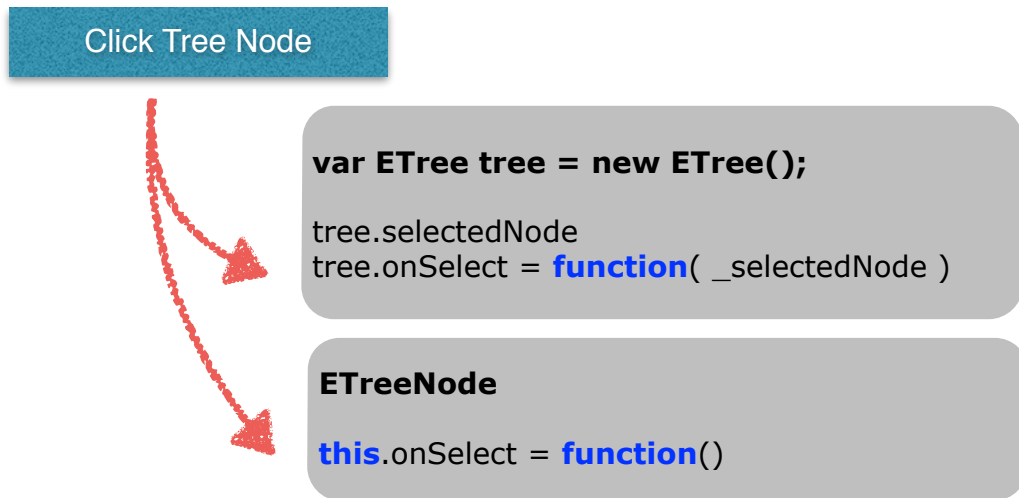 Click Tree Node
var ETree tree = new ETree();
tree.selectedNode
tree.onSelect = function( _selectedNode )
ETreeNode
this.onSelect = function()